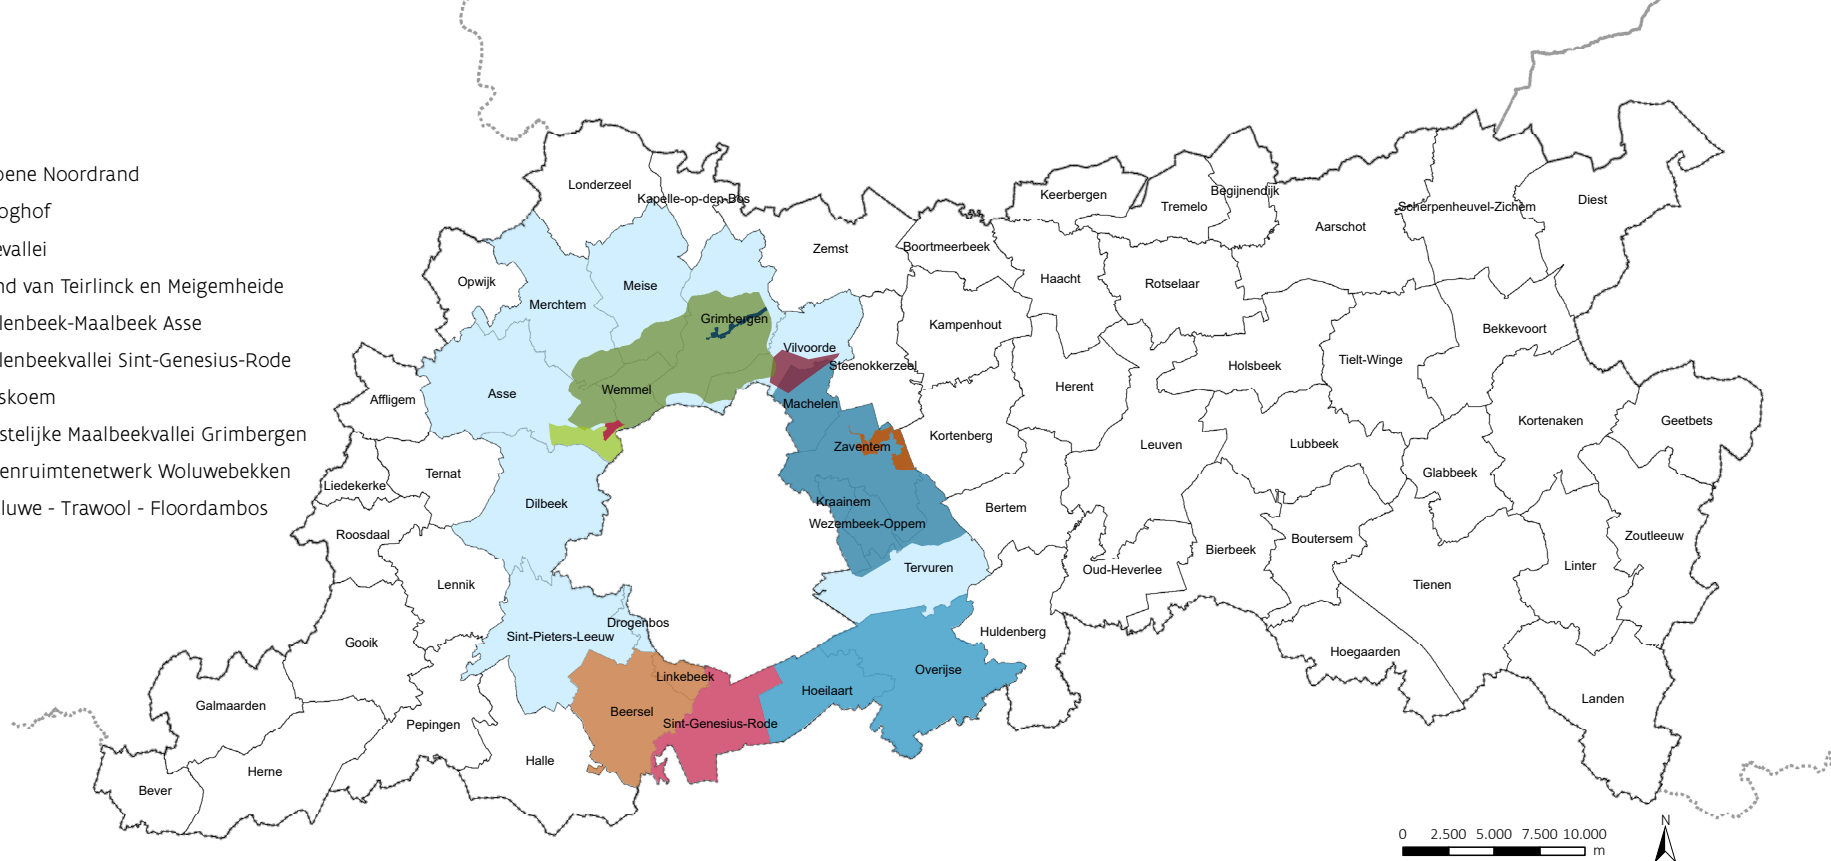 oene Noordrand
oghof
evallei
nd van Teirlinck en Meigemheide
lenbeek-Maalbeek Asse
lenbeekvallei Sint-Genesius-Rode
skoem
stelijke Maalbeekvallei Grimbergen
enruimtenetwerk Woluwebekken
luwe - Trawool - Floordambos
Londerzeel
Kapelle-op-den-Bos
Keerbergen
Begijnendijk
Tremelo
Scherpenheuvel-Zichem
Diest
Aarschot
Zemst
Boortmeerbeek
Haacht
Rotselaar
Opwijk
Meise
Merchtem
Grimbergen
Kampenhout
Bekkevoort
Vilvoorde
Steenokkerzeel
Holsbeek
Tielt-Winge
Asse
Wemmel
Herent
Affligem
Machelen
Kortenaken
Geetbets
Kortenberg
Zaventem
Leuven
Lubbeek
Glabbeek
Ternat
Liedekerke
Dilbeek
Kraainem
Bertem
Wezembeek-Oppem
Roosdaal
Zoutleeuw
Boutersem
Bierbeek
Tervuren
Oud-Heverlee
Linter
Lennik
Tienen
Drogenbos
Sint-Pieters-Leeuw
Huldenberg
Gooik
Hoegaarden
Overijse
Linkebeek
Hoeilaart
Landen
Galmaarden
Beersel
Pepingen
Sint-Genesius-Rode
Halle
Herne
Bever
N
0 2.500 5.000 7.500 10.000
m